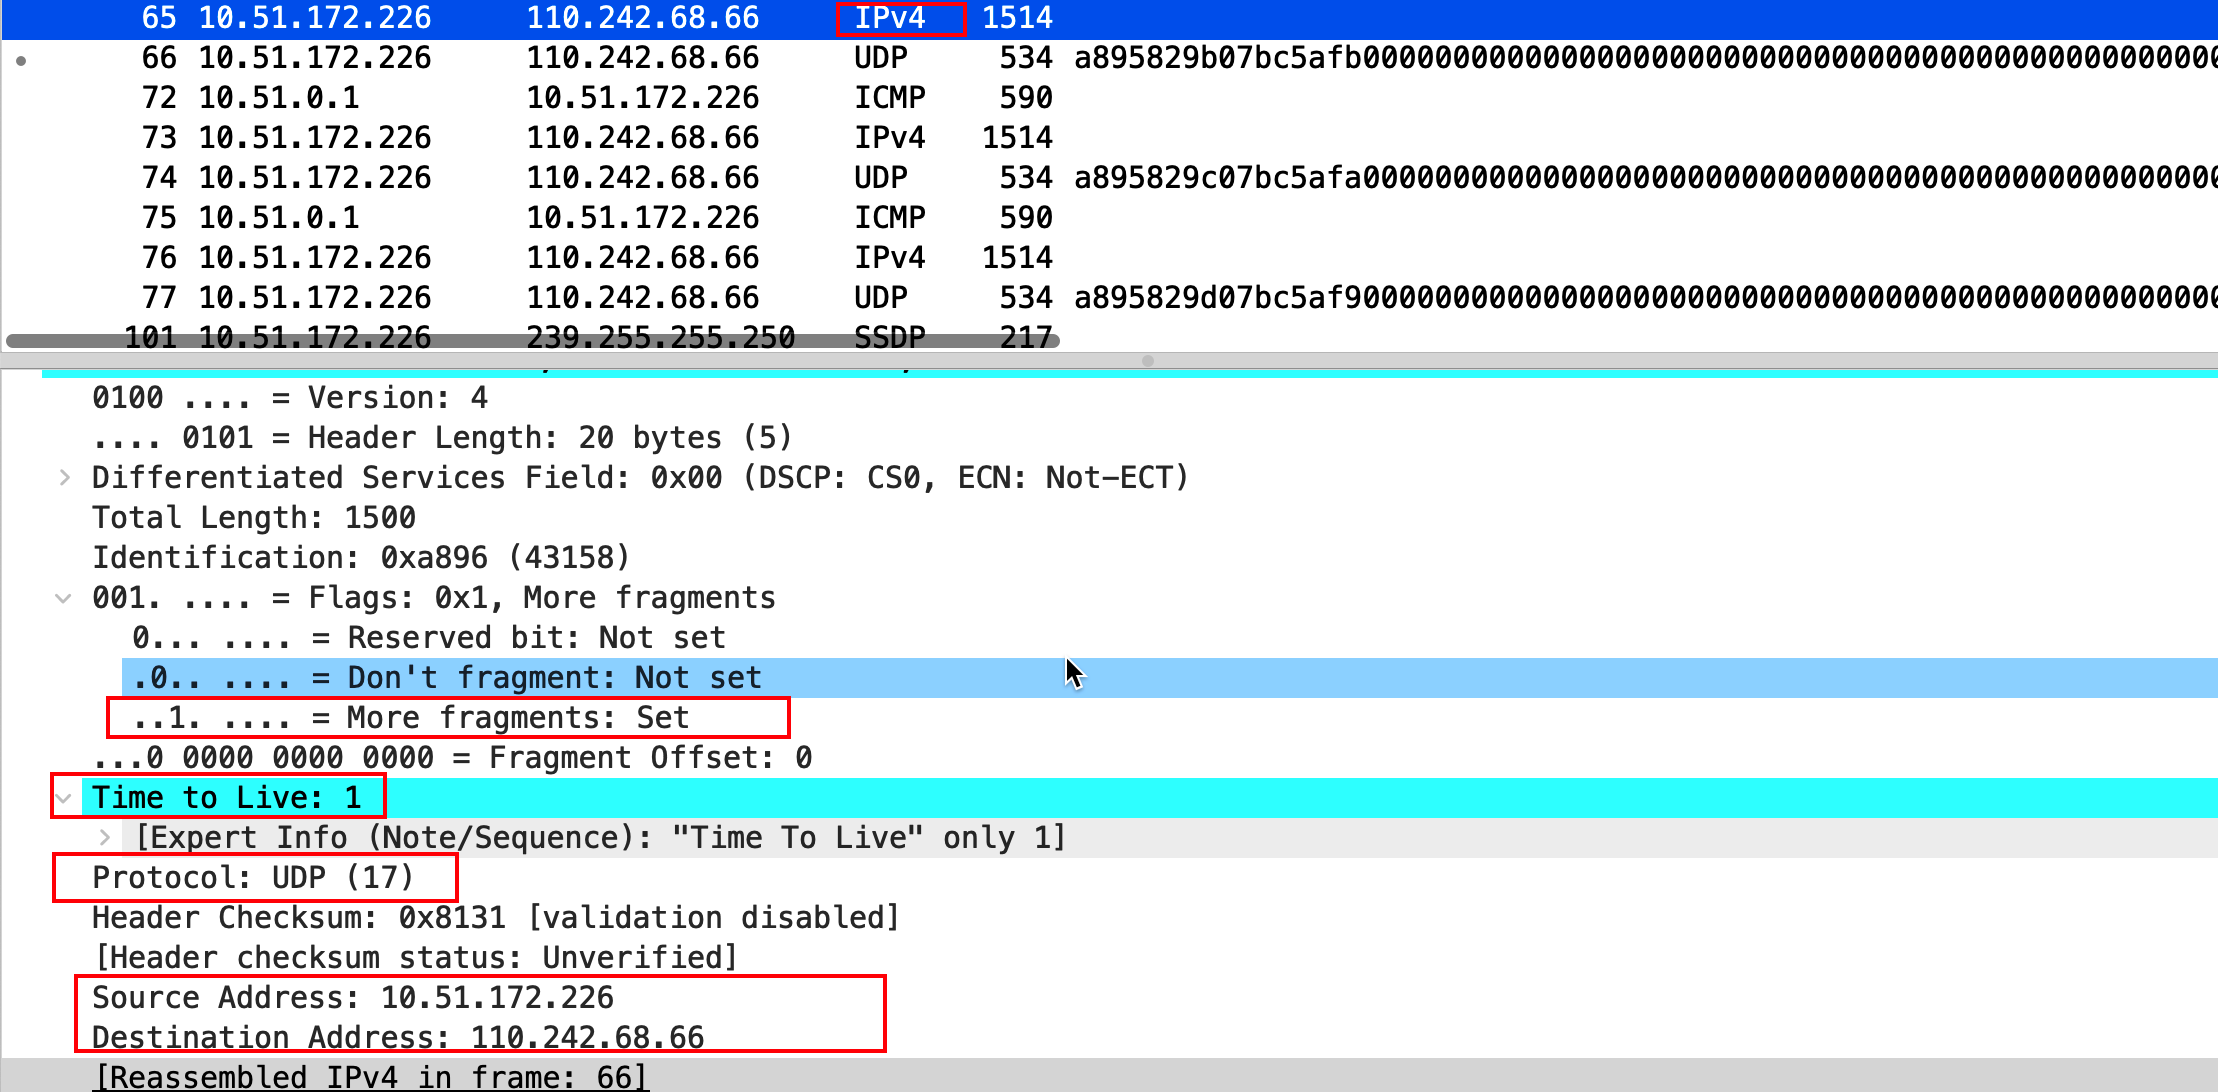 65 10.51.172.226 110.242.68.66 IPv4 1514
66 10.51.172.226 110.242.68.66 UDP 534
72 10.51.0.1 10.51.172.226 ICMP 590
73 10.51.172.226 110.242.68.66 IPv4 1514
74 10.51.172.226 110.242.68.66 UDP 534
75 10.51.0.1 10.51.172.226 ICMP 590
76 10.51.172.226 110.242.68.66 IPv4 1514
77 10.51.172.226 110.242.68.66 UDP 534
101 10.51.172.226 239.255.255.250 SSDP 217
0100 .... = Version: 4
.... 0101 = Header Length: 20 bytes (5)
Differentiated Services Field: 0x00 (DSCP: CS0, ECN: Not-ECT)
Total Length: 1500
Identification: 0xa896 (43158)
001. .... = Flags: 0x1, More fragments
0... .... = Reserved bit: Not set
.0.. .... = Don't fragment: Not set
..1. .... = More fragments: Set
...0 0000 0000 0000 = Fragment Offset: 0
Time to Live: 1
[Expert Info (Note/Sequence): "Time To Live" only 1]
Protocol: UDP (17)
Header Checksum: 0x8131 [validation disabled]
[Header checksum status: Unverified]
Source Address: 10.51.172.226
Destination Address: 110.242.68.66
[Reassembled IPv4 in frame: 66]